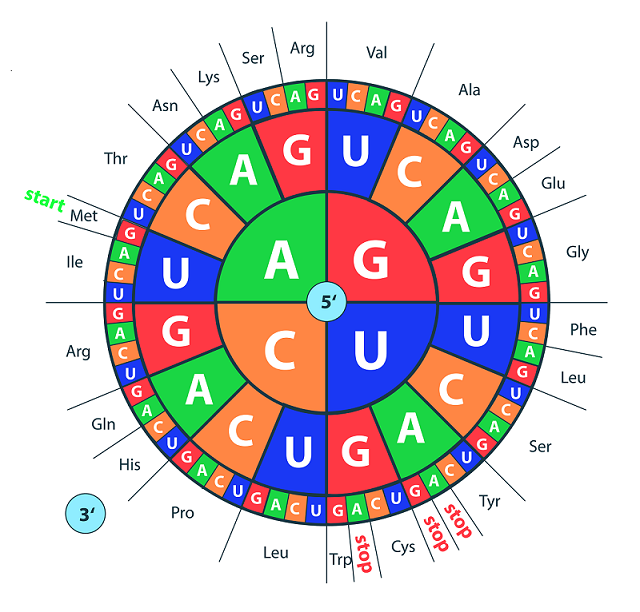 Val
Ala
Asp
Glu
Gly
Phe
Leu
Ser
Tyr
stop
stop
Cys
stop
Trp
Leu
Pro
His
Gln
Arg
Ile
Met
start
Thr
Asn
Lys
Ser
Arg
U C A G U C A G U C A G U C A G
U C A G U C A G U C A G U C A G
U C A G U C A G U C A G U C A G
U C A G U C A G U C A G U C A G
U C A G
U C A G
U C A G
U C A G
G U C A
5‘
3‘